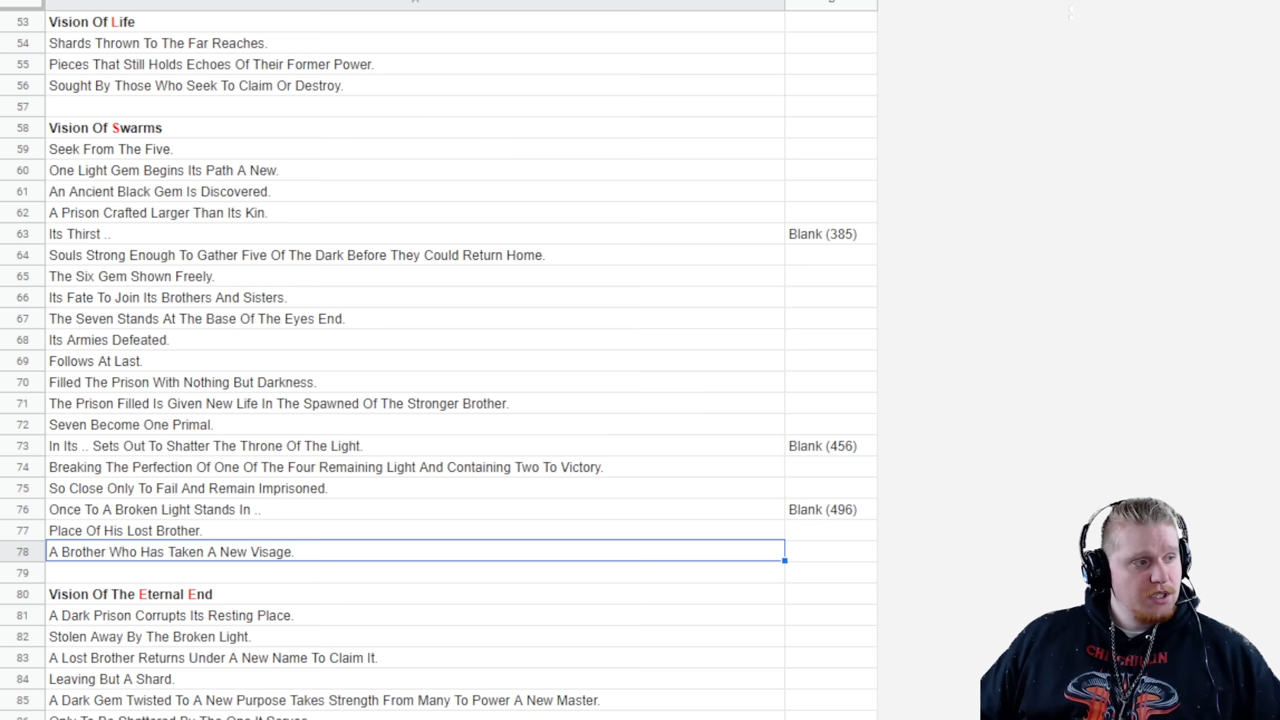 53 Vision Of Life
54 Shards Thrown To The Far Reaches.
55 Pieces That Still Holds Echoes Of Their Former Power.
56 Sought By Those Who Seek To Claim Or Destroy.
57
58 Vision Of Swarms
59 Seek From The Five.
60 One Light Gem Begins Its Path A New.
61 An Ancient Black Gem Is Discovered.
62 A Prison Crafted Larger Than Its Kin.
63 Its Thirst .. Blank (385)
64 Souls Strong Enough To Gather Five Of The Dark Before They Could Return Home.
65 The Six Gem Shown Freely.
66 Its Fate To Join Its Brothers And Sisters.
67 The Seven Stands At The Base Of The Eyes End.
68 Its Armies Defeated.
69 Follows At Last.
70 Filled The Prison With Nothing But Darkness.
71 The Prison Filled Is Given New Life In The Spawned Of The Stronger Brother.
72 Seven Become One Primal.
73 In Its .. Sets Out To Shatter The Throne Of The Light. Blank (456)
74 Breaking The Perfection Of One Of The Four Remaining Light And Containing Two To Victory.
75 So Close Only To Fail And Remain Imprisoned.
76 Once To A Broken Light Stands In .. Blank (496)
77 Place Of His Lost Brother.
78 A Brother Who Has Taken A New Visage.
79
80 Vision Of The Eternal End
81 A Dark Prison Corrupts Its Resting Place.
82 Stolen Away By The Broken Light.
83 A Lost Brother Returns Under A New Name To Claim It.
84 Leaving But A Shard.
85 A Dark Gem Twisted To A New Purpose Takes Strength From Many To Power A New Master.
Only To Be Shattered By The One It Serves